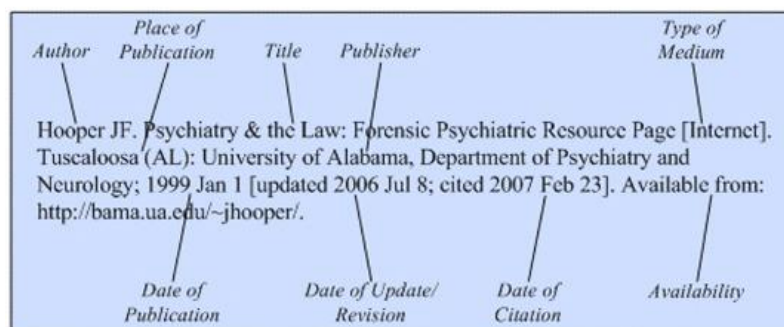 Place of
Type of
Author Publication Title Publisher Medium
Hooper JF. Psychiatry & the Law: Forensic Psychiatric Resource Page [Internet].
Tuscaloosa (AL): University of Alabama, Department of Psychiatry and
Neurology; 1999 Jan 1 [updated 2006 Jul 8; cited 2007 Feb 23]. Available from:
http://bama.ua.edu/~jhooper/.
Date of Date of Update/ Date of Availability
Publication Revision Citation